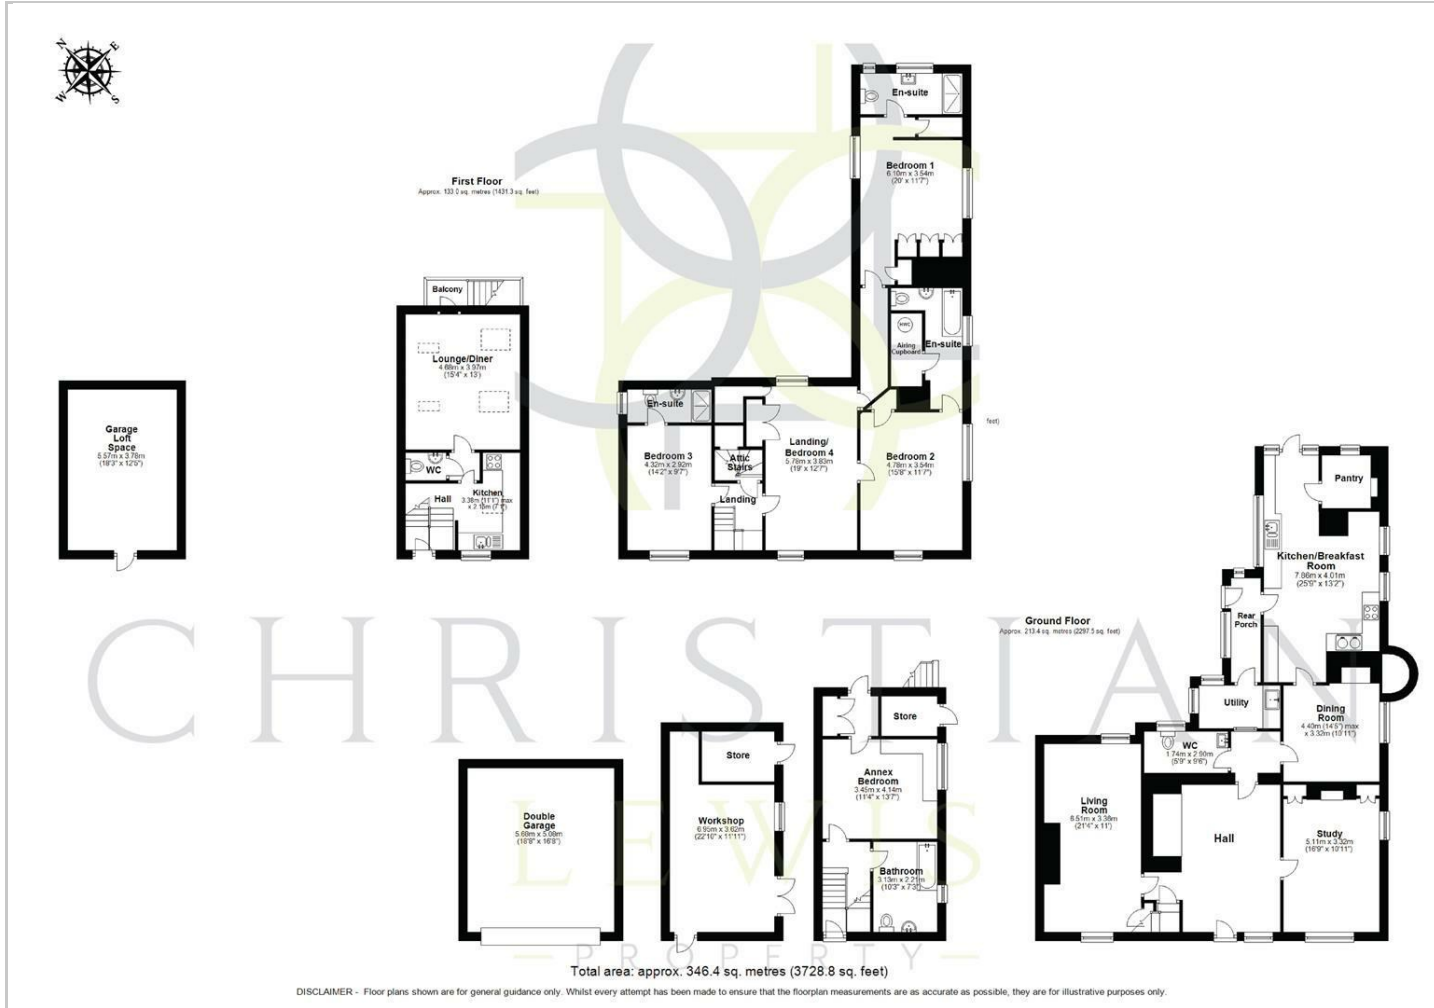 N
E
W
S
First Floor
Approx. 133.0 sq. metres (1431.3 sq. feet)
En-suite
Bedroom 1
6.10m x 3.54m
(20' x 11'7")
HWC
Airing
Cupboard
En-suite
Balcony
Lounge/Diner
4.68m x 3.97m
(15'4" x 13')
WC
Hall
Kitchen
3.38m (11'1") max
x 2.15m (7'1")
Garage
Loft
Space
5.57m x 3.78m
(18'3" x 12'5")
En-suite
Bedroom 3
4.32m x 2.92m
(14'2" x 9'7")
Attic
Stairs
Landing
Landing/
Bedroom 4
5.78m x 3.83m
(19' x 12'7")
Bedroom 2
4.78m x 3.54m
(15'8" x 11'7")
feet)
Ground Floor
Approx. 213.4 sq. metres (2297.5 sq. feet)
Pantry
Kitchen/Breakfast
Room
7.86m x 4.01m
(25'9" x 13'2")
Rear
Porch
Utility
Dining
Room
4.40m (14'5") max
x 3.32m (10'11")
WC
1.74m x 2.90m
(5'9" x 9'6")
Living
Room
6.51m x 3.36m
(21'4" x 11')
Hall
Study
5.11m x 3.32m
(16'9" x 10'11")
Double
Garage
5.69m x 5.08m
(18'8" x 16'8")
Store
Workshop
6.95m x 3.62m
(22'10" x 11'11")
Store
Annex
Bedroom
3.45m x 4.14m
(11'4" x 13'7")
Bathroom
3.13m x 2.21m
(10'3" x 7'3")
CHRISTIAN
LEWIS
PROPERTY
Total area: approx. 346.4 sq. metres (3728.8 sq. feet)
DISCLAIMER - Floor plans shown are for general guidance only. Whilst every attempt has been made to ensure that the floorplan measurements are as accurate as possible, they are for illustrative purposes only.